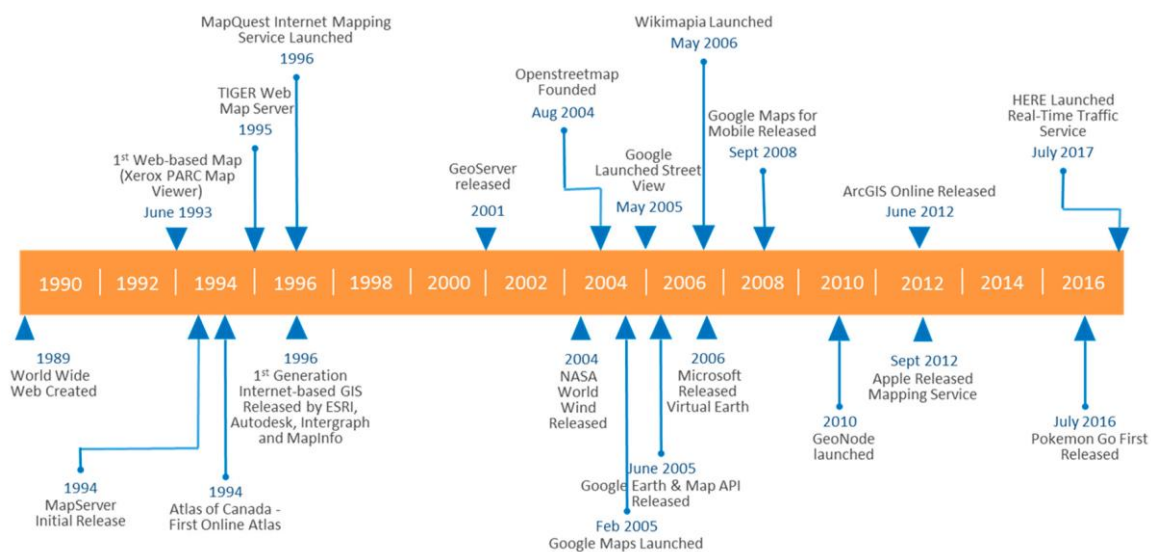 MapQuest Internet Mapping
Service Launched
1996
TIGER Web
Map Server
1995
1st Web-based Map
(Xerox PARC Map
Viewer)
June 1993
GeoServer
released
2001
Openstreetmap
Founded
Aug 2004
Google
Launched Street
View
May 2005
Wikimapia Launched
May 2006
Google Maps for
Mobile Released
Sept 2008
ArcGIS Online Released
June 2012
HERE Launched
Real-Time Traffic
Service
July 2017
1990 1992 1994 1996 1998 2000 2002 2004 2006 2008 2010 2012 2014 2016
1989
World Wide
Web Created
1994
MapServer
Initial Release
1994
Atlas of Canada -
First Online Atlas
1996
1st Generation
Internet-based GIS
Released by ESRI,
Autodesk, Intergraph
and MapInfo
2004
NASA
World
Wind
Released
Feb 2005
Google Maps Launched
June 2005
Google Earth & Map API
Released
2006
Microsoft
Released
Virtual Earth
2010
GeoNode
launched
Sept 2012
Apple Released
Mapping Service
July 2016
Pokemon Go First
Released